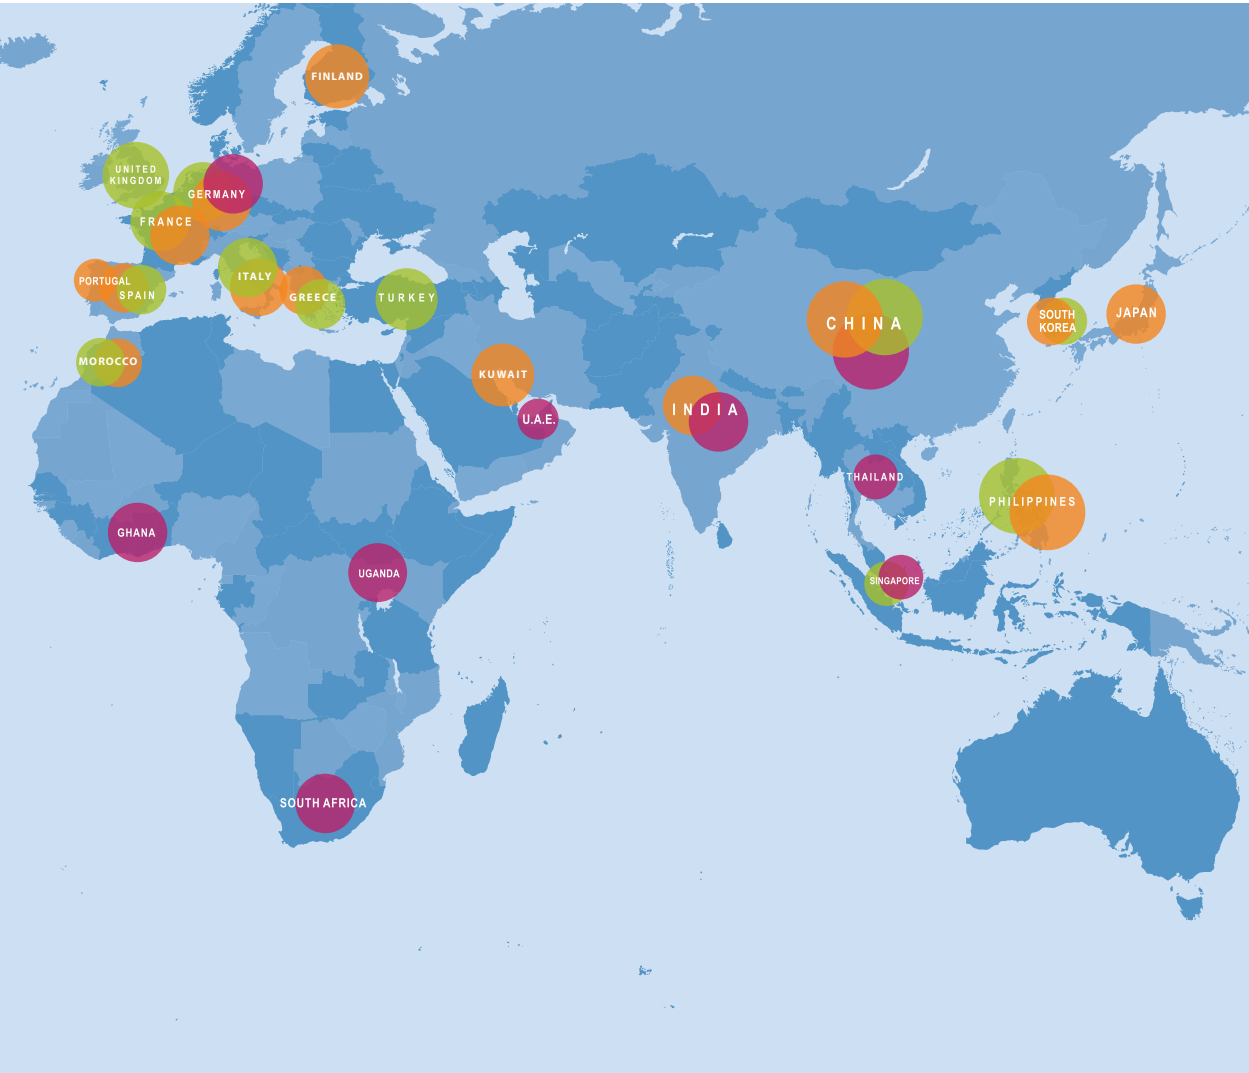 FINLAND
UNITED
KINGDOM
GERMANY
FRANCE
ITALY
PORTUGAL
SPAIN
GREECE
TURKEY
MOROCCO
KUWAIT
U.A.E.
CHINA
SOUTH
KOREA
JAPAN
INDIA
THAILAND
PHILIPPINES
GHANA
UGANDA
SINGAPORE
SOUTH AFRICA